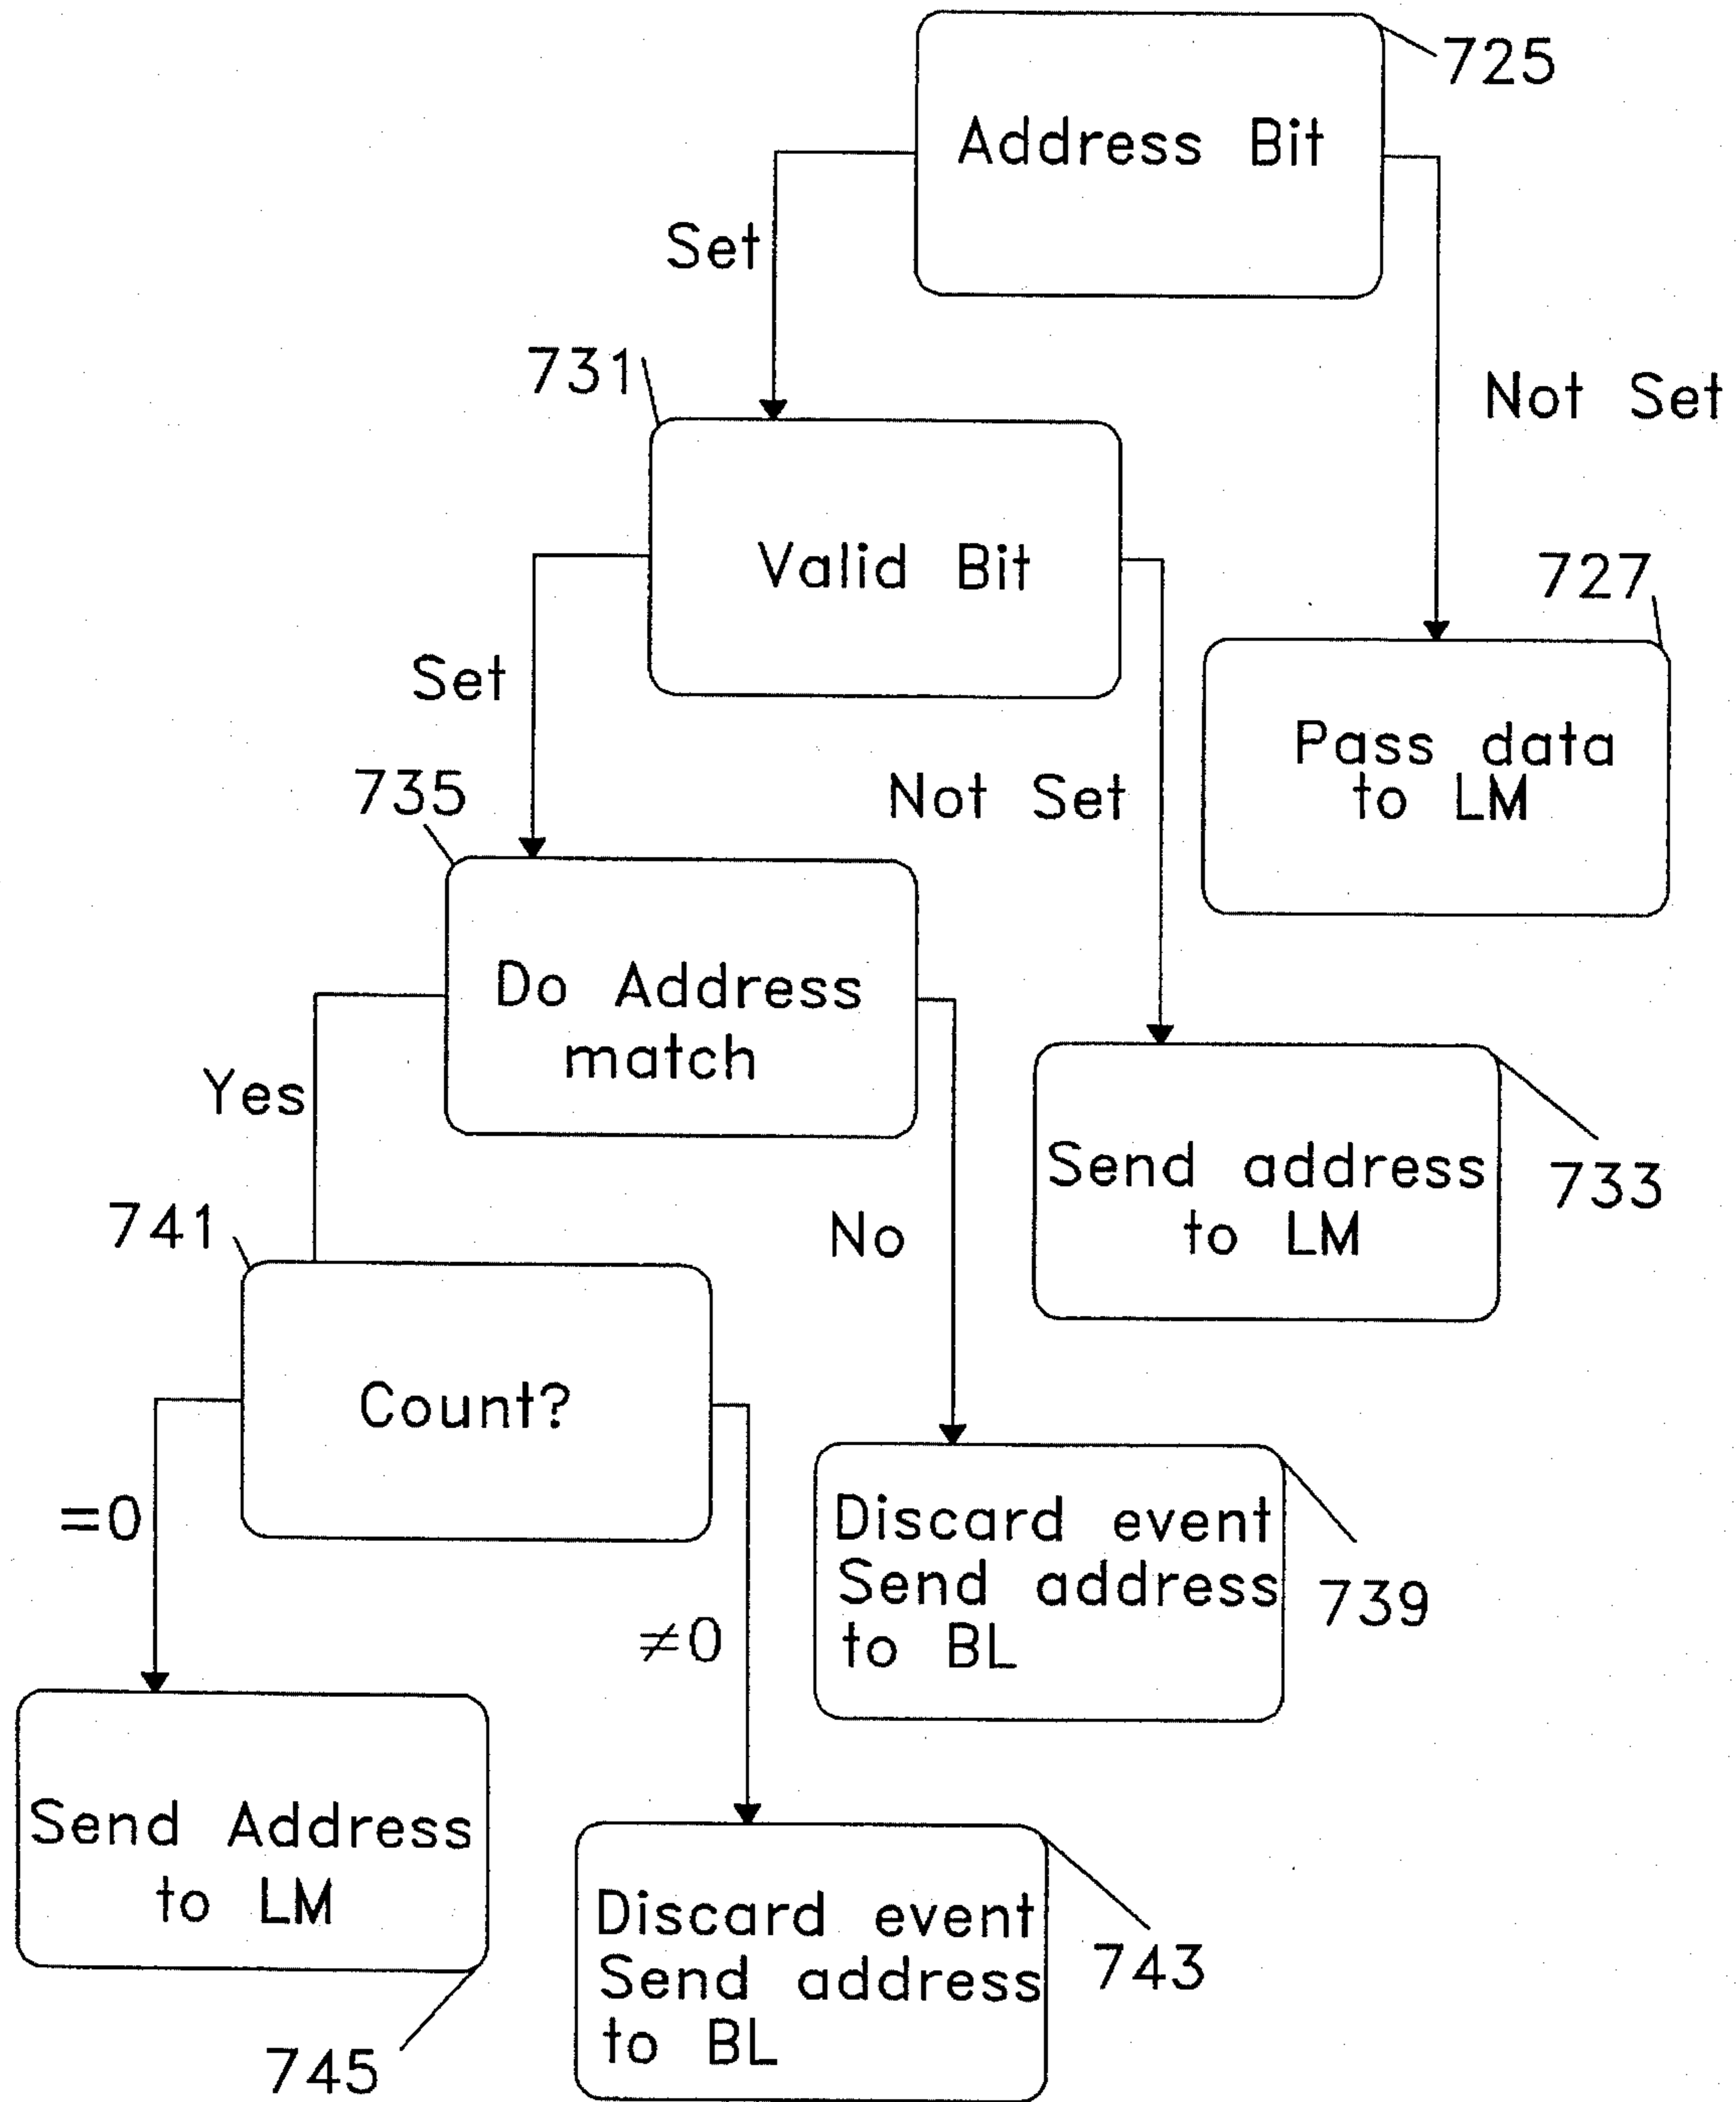 725
Address Bit
Set
Not Set
731
Valid Bit
727
Set
Pass data
to LM
735
Not Set
Do Address
match
Yes
Send address
to LM
733
741
No
Count?
=0
Discard event
Send address
to BL
739
≠0
Send Address
to LM
Discard event
Send address
to BL
743
745